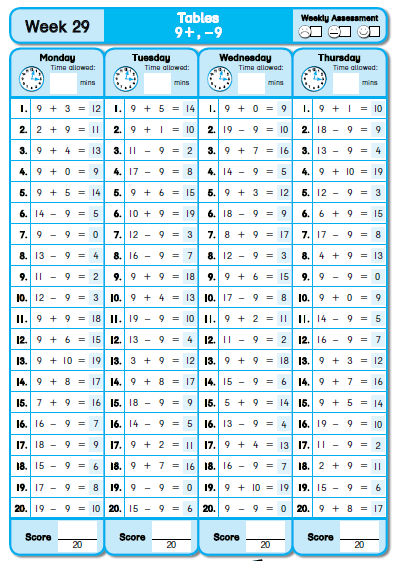 Week 29
Tables
9+, –9
Weekly Assessment
Monday
Time allowed:
mins
1. 9 + 3 = 12
2. 2 + 9 = 11
3. 9 + 4 = 13
4. 9 + 0 = 9
5. 9 + 5 = 14
6. 14 – 9 = 5
7. 9 – 9 = 0
8. 13 – 9 = 4
9. 11 – 9 = 2
10. 12 – 9 = 3
11. 9 + 9 = 18
12. 9 + 6 = 15
13. 9 + 10 = 19
14. 9 + 8 = 17
15. 7 + 9 = 16
16. 16 – 9 = 7
17. 18 – 9 = 9
18. 15 – 9 = 6
19. 17 – 9 = 8
20. 19 – 9 = 10
Score
20
Tuesday
Time allowed:
mins
1. 9 + 5 = 14
2. 9 + 1 = 10
3. 11 – 9 = 2
4. 17 – 9 = 8
5. 9 + 6 = 15
6. 10 + 9 = 19
7. 12 – 9 = 3
8. 16 – 9 = 7
9. 9 + 9 = 18
10. 9 + 4 = 13
11. 19 – 9 = 10
12. 13 – 9 = 4
13. 3 + 9 = 12
14. 9 + 8 = 17
15. 18 – 9 = 9
16. 14 – 9 = 5
17. 9 + 2 = 11
18. 9 + 7 = 16
19. 9 – 9 = 0
20. 15 – 9 = 6
Score
20
Wednesday
Time allowed:
mins
1. 9 + 0 = 9
2. 19 – 9 = 10
3. 9 + 7 = 16
4. 14 – 9 = 5
5. 9 + 3 = 12
6. 18 – 9 = 9
7. 8 + 9 = 17
8. 12 – 9 = 3
9. 9 + 6 = 15
10. 17 – 9 = 8
11. 9 + 2 = 11
12. 11 – 9 = 2
13. 9 + 9 = 18
14. 15 – 9 = 6
15. 5 + 9 = 14
16. 13 – 9 = 4
17. 9 + 4 = 13
18. 16 – 9 = 7
19. 9 + 10 = 19
20. 9 – 9 = 0
Score
20
Thursday
Time allowed:
mins
1. 9 + 1 = 10
2. 18 – 9 = 9
3. 13 – 9 = 4
4. 9 + 10 = 19
5. 12 – 9 = 3
6. 6 + 9 = 15
7. 17 – 9 = 8
8. 4 + 9 = 13
9. 9 – 9 = 0
10. 9 + 0 = 9
11. 14 – 9 = 5
12. 16 – 9 = 7
13. 9 + 3 = 12
14. 9 + 7 = 16
15. 9 + 5 = 14
16. 19 – 9 = 10
17. 11 – 9 = 2
18. 2 + 9 = 11
19. 15 – 9 = 6
20. 9 + 8 = 17
Score
20